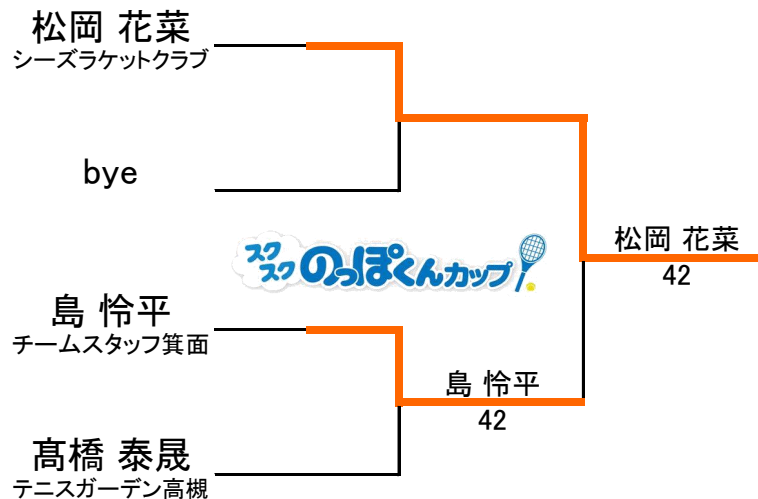 松岡 花菜
シーズラケットクラブ
bye
スクスク のっぽくんカップ
松岡 花菜
42
島 怜平
チームスタッフ箕面
島 怜平
42
髙橋 泰晟
テニスガーデン高槻